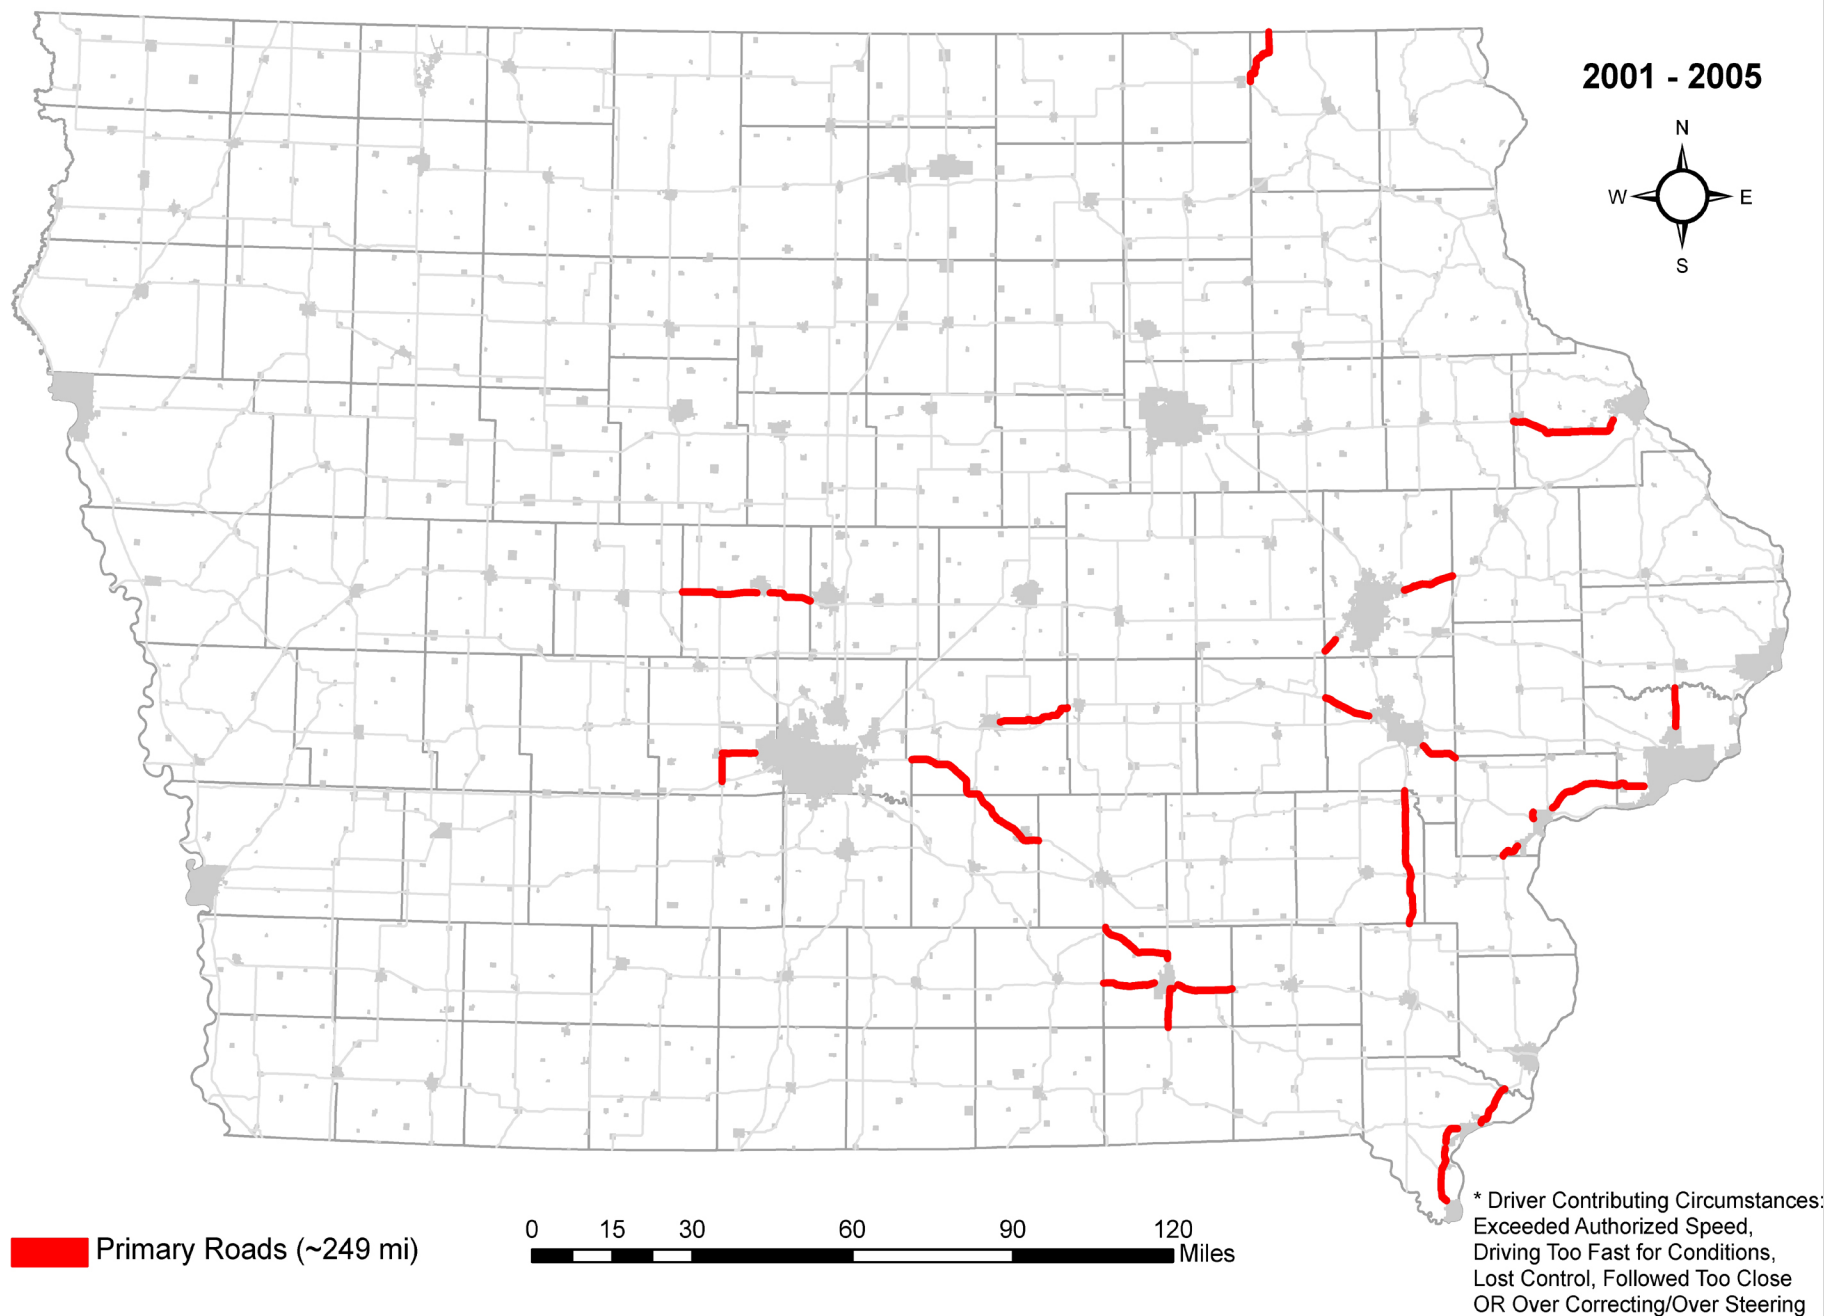 2001 - 2005
N
W E
S
0 15 30 60 90 120
Miles
Primary Roads (~249 mi)
* Driver Contributing Circumstances:
Exceeded Authorized Speed,
Driving Too Fast for Conditions,
Lost Control, Followed Too Close
OR Over Correcting/Over Steering